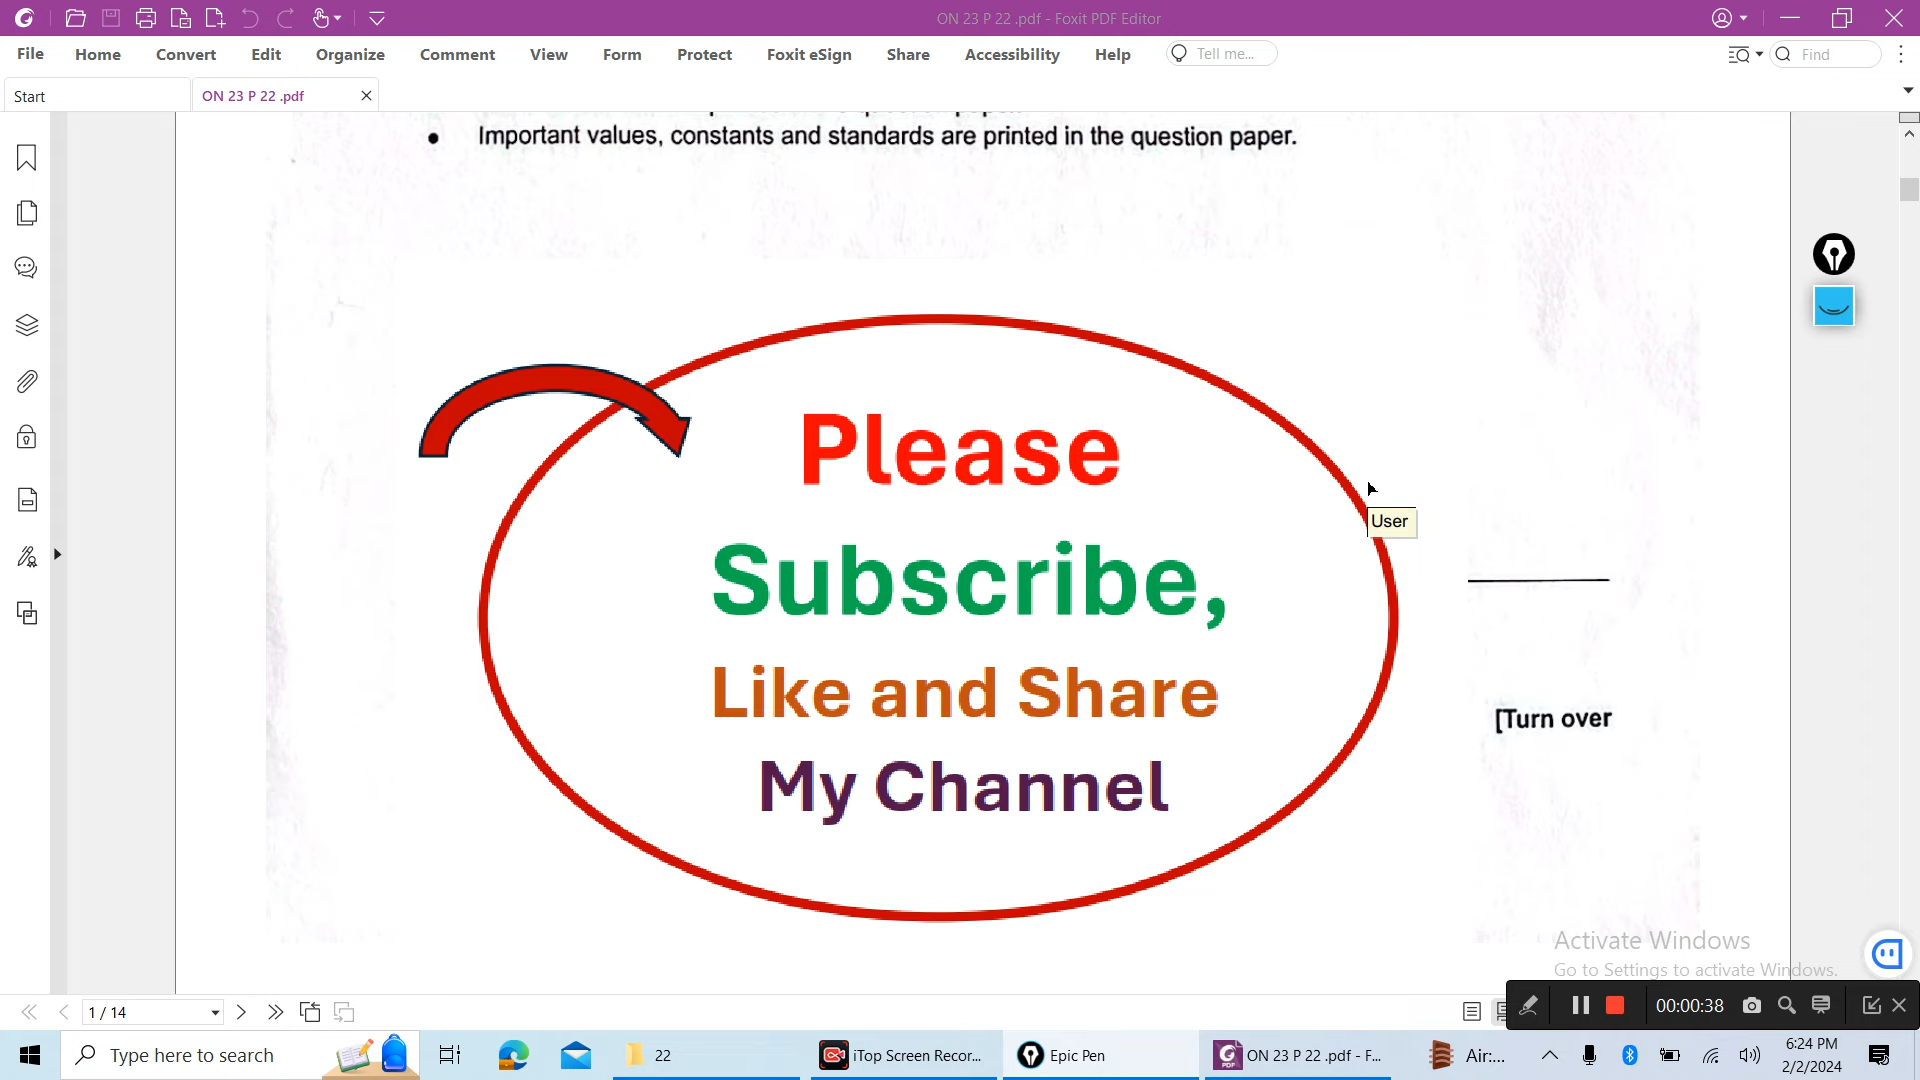 ON 23 P 22 .pdf - Foxit PDF Editor
File Home Convert Edit Organize Comment View Form Protect Foxit eSign Share Accessibility Help Tell me... Find
Start ON 23 P 22 .pdf
Important values, constants and standards are printed in the question paper.
Please
Subscribe,
Like and Share
My Channel
User
[Turn over
Activate Windows
Go to Settings to activate Windows.
1 / 14
00:00:38
Type here to search 22 iTop Screen Recor... Epic Pen ON 23 P 22 .pdf - F... Air:...
6:24 PM
2/2/2024